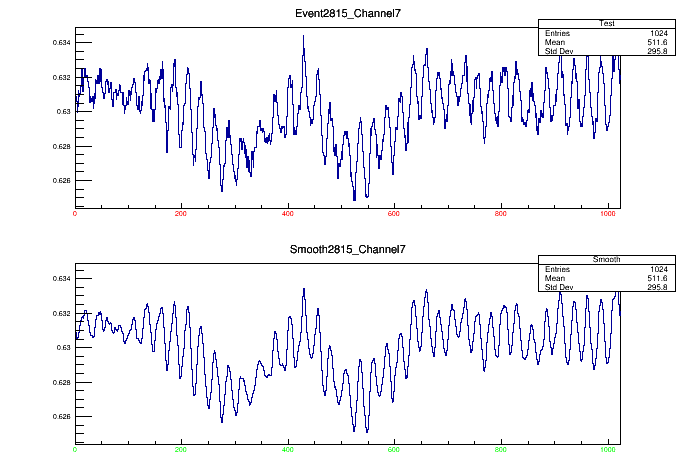 Event2815_Channel7
Test
Entries 1024
Mean 511.6
Std Dev 295.8
0.634
0.632
0.63
0.628
0.626
0 200 400 600 800 1000
Smooth2815_Channel7
Smooth
Entries 1024
Mean 511.6
Std Dev 295.8
0.634
0.632
0.63
0.628
0.626
0 200 400 600 800 1000